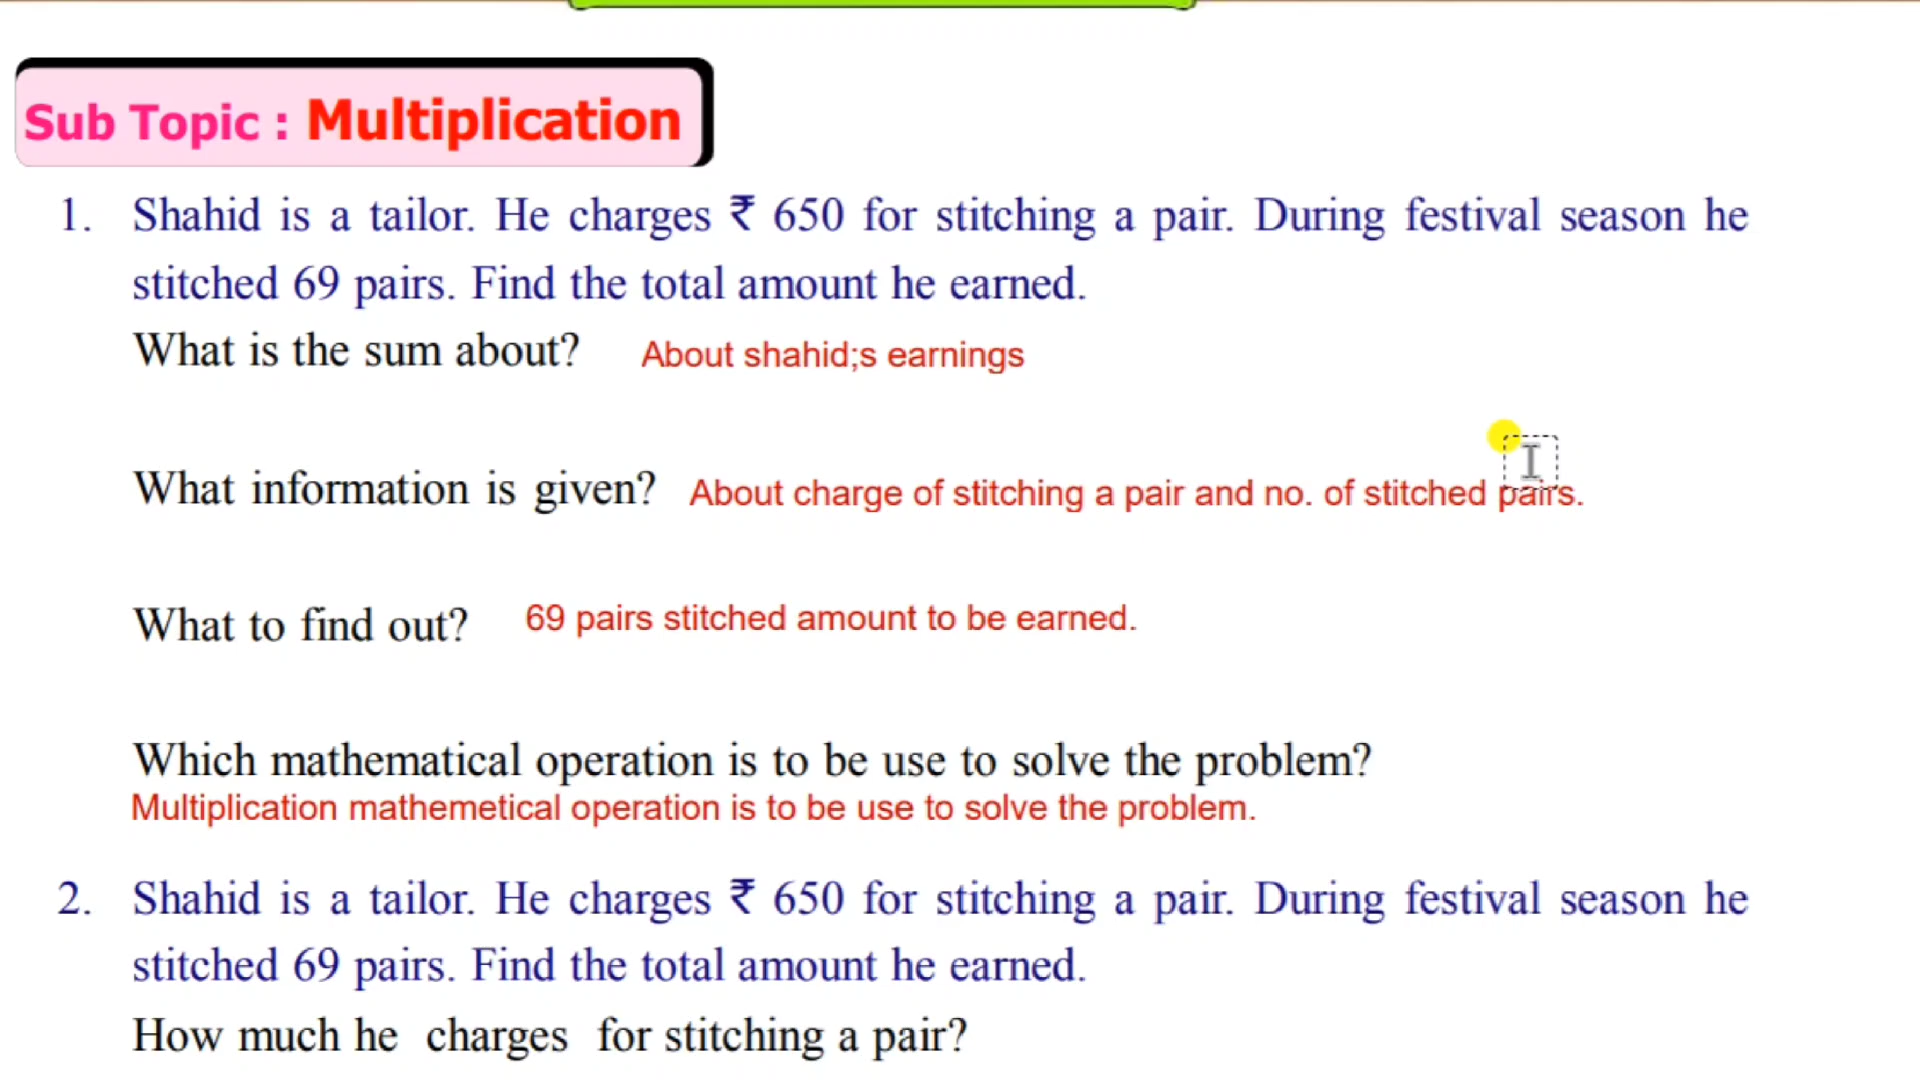 Sub Topic : Multiplication
1. Shahid is a tailor. He charges ₹ 650 for stitching a pair. During festival season he
stitched 69 pairs. Find the total amount he earned.
What is the sum about? About shahid;s earnings
What information is given? About charge of stitching a pair and no. of stitched pairs.
What to find out? 69 pairs stitched amount to be earned.
Which mathematical operation is to be use to solve the problem?
Multiplication mathemetical operation is to be use to solve the problem.
2. Shahid is a tailor. He charges ₹ 650 for stitching a pair. During festival season he
stitched 69 pairs. Find the total amount he earned.
How much he charges for stitching a pair?